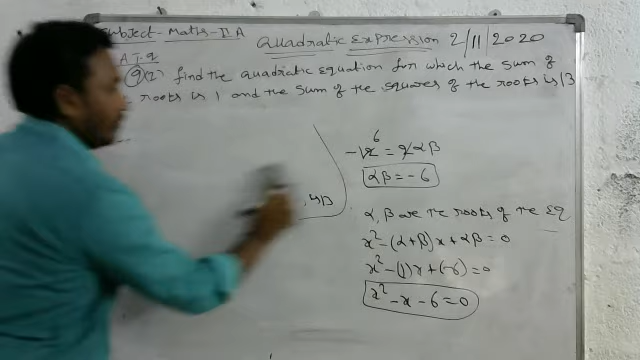 Subject- Maths-II A Quadratic Expression 2/11/2020
find the quadratic Equation for which the sum of
roots is 1 and the sum of the squares of the roots is 13
-12 6 = 2αβ
αβ = -6
α, β are the roots of the EQ
x² - (α+β)x + αβ = 0
x² - (1)x + (-6) = 0
x² - x - 6 = 0